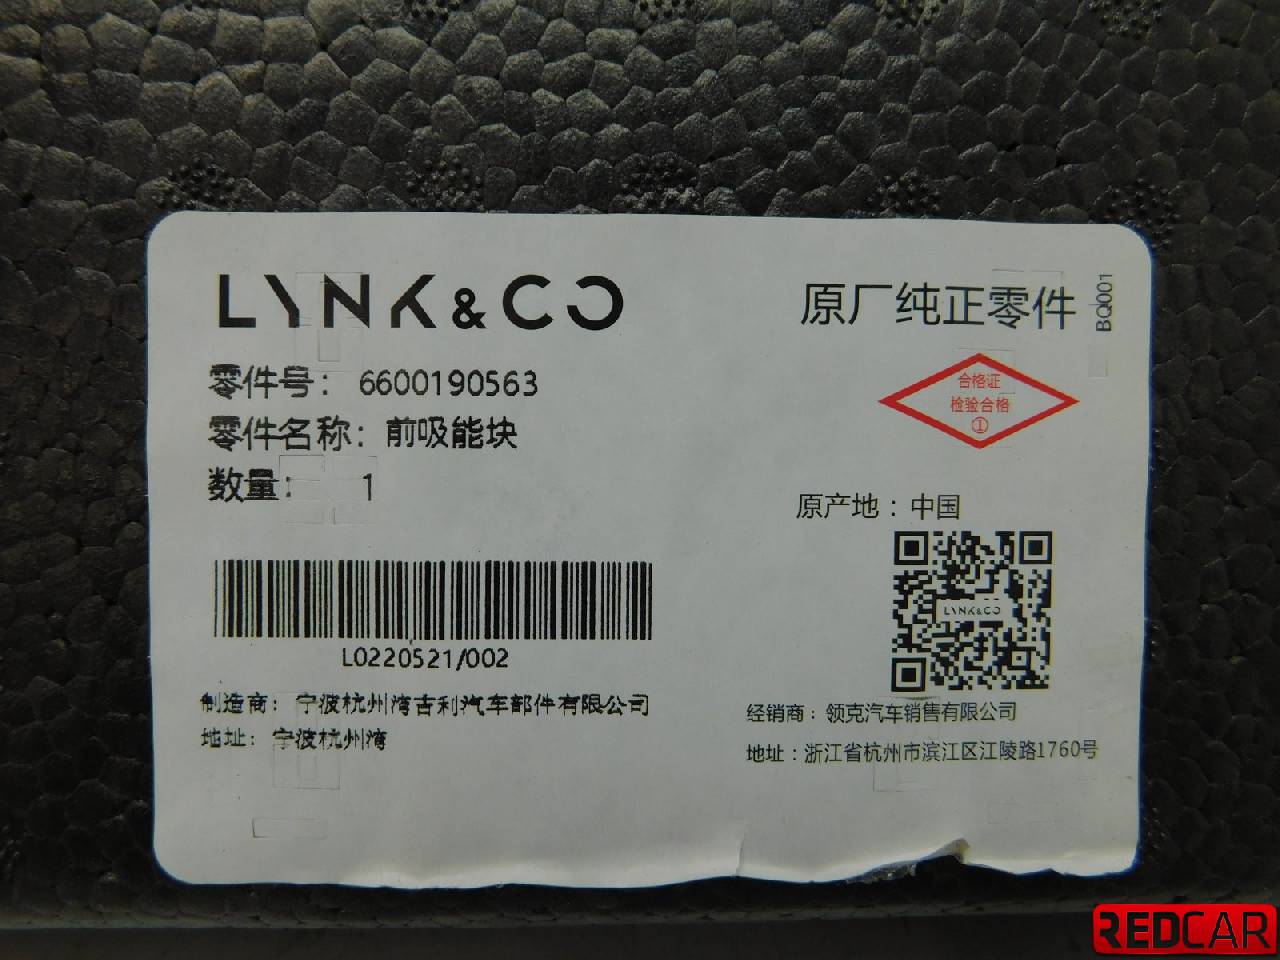 LYNK&CO
原厂纯正零件
BQ001
零件号： 6600190563
零件名称：前吸能块
数量： 1
合格证
检验合格
①
原产地：中国
LYNK&CO
L0220521/002
制造商： 宁波杭州湾吉利汽车部件有限公司
地址： 宁波杭州湾
经销商：领克汽车销售有限公司
地址：浙江省杭州市滨江区江陵路1760号
REDCAR